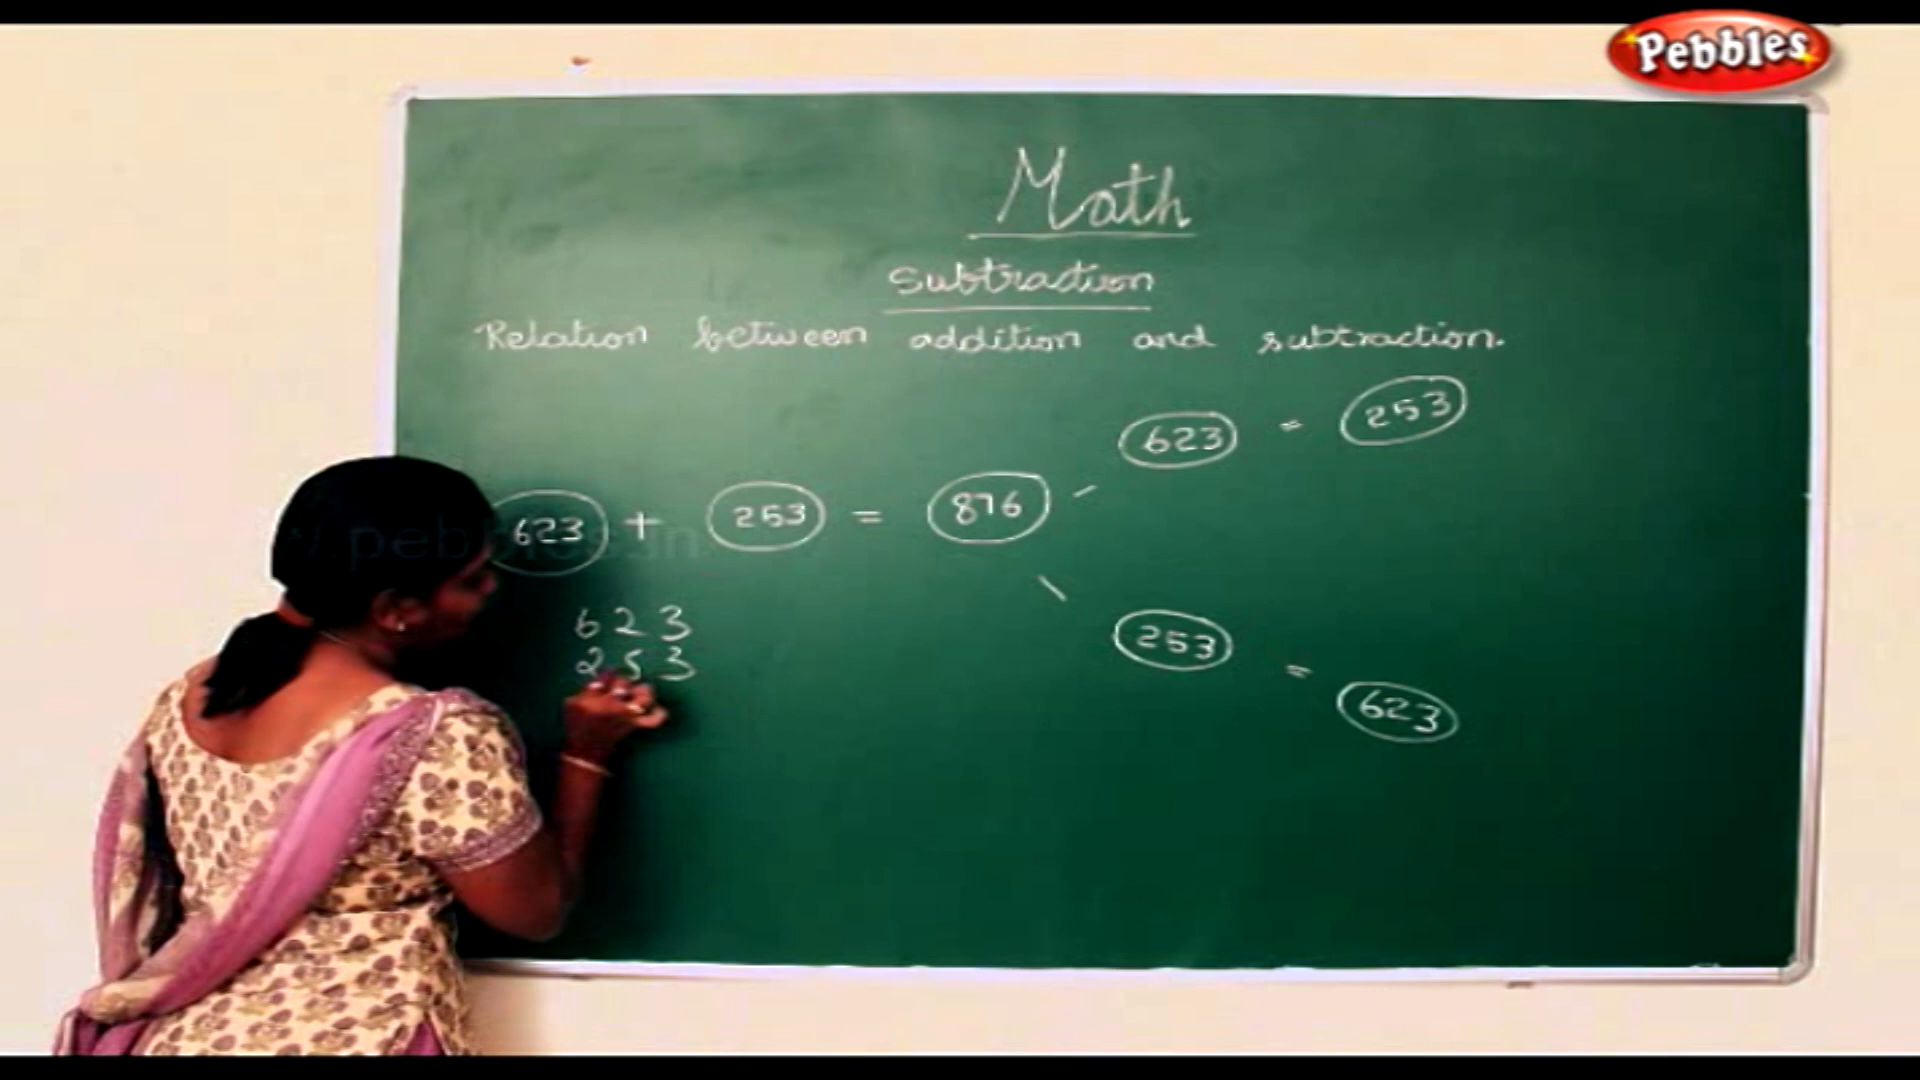 Pebbles
Math
Subtraction
Relation between addition and subtraction.
623 = 253
623 + 253 = 876 -
623
253
- 253
= 623